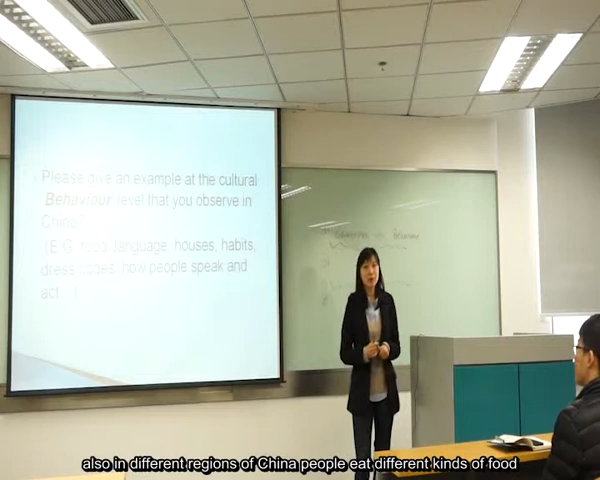 Please give an example at the cultural
Behaviour level that you observe in
China?
(E.G. food, language, houses, habits,
dress codes, how people speak and
act...)
also in different regions of China people eat different kinds of food